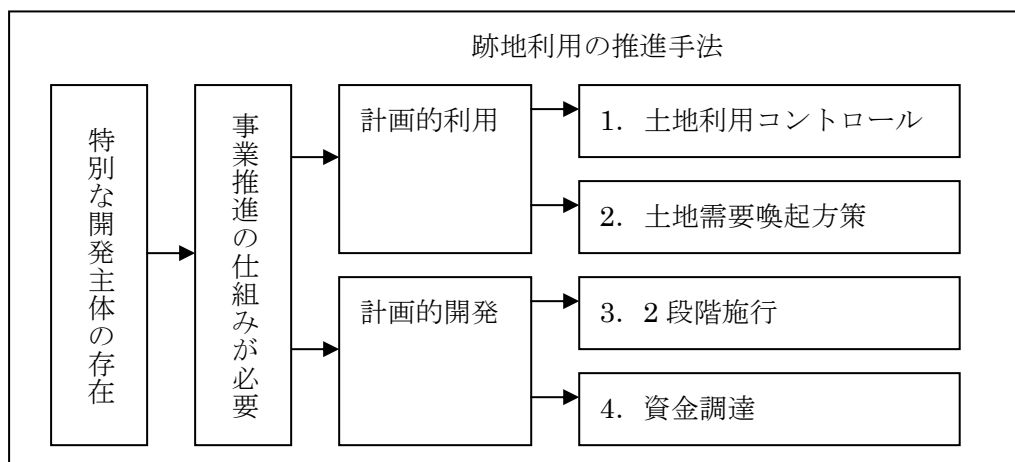 跡地利用の推進手法
特別な開発主体の存在
事業推進の仕組みが必要
計画的利用
1. 土地利用コントロール
2. 土地需要喚起方策
計画的開発
3. 2段階施行
4. 資金調達